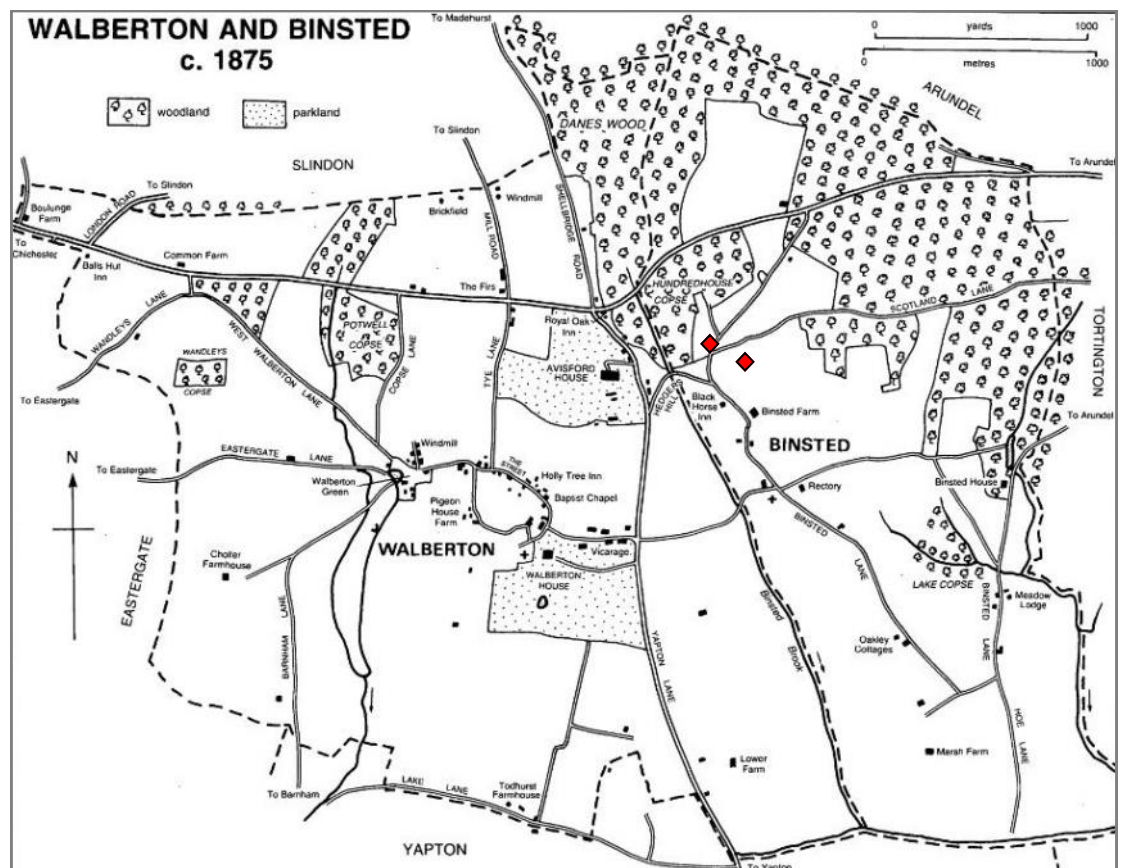 WALBERTON AND BINSTED
c. 1875
woodland
parkland
0 yards 1000
0 metres 1000
To Madehurst
ARUNDEL
DANES WOOD
To Slindon
SLINDON
To Slindon
To Arundel
Boulunge
Farm
LONDON ROAD
Brickfield
Windmill
MILL ROAD
SHELLBRIDGE
ROAD
To
Chichester
Balls Hut
Inn
Common Farm
The Firs
HUNDREDHOUSE
COPSE
SCOTLAND LANE
TORTINGTON
WANDLEYS LANE
WEST WALBERTON LANE
POTWELL
COPSE
COPSE LANE
Royal Oak
Inn
TYE LANE
AVISFORD
HOUSE
WANDLEYS
COPSE
HEDGERS
HILL
Black
Horse
Inn
Binsted Farm
To Eastergate
To Arundel
BINSTED
Windmill
N
EASTERGATE LANE
To Eastergate
THE
STREET
Holly Tree Inn
Walberton
Green
Baptist Chapel
Pigeon
House
Farm
Rectory
Binsted House
BINSTED LANE
WALBERTON
Vicarage
Choller
Farmhouse
WALBERTON
HOUSE
LAKE COPSE
EASTERGATE
BARNHAM LANE
Meadow
Lodge
BINSTED LANE
Binsted Brook
YAPTON LANE
Oakley
Cottages
HOE LANE
Marsh Farm
Lower
Farm
To Barnham
LAKE LANE
Todhurst
Farmhouse
YAPTON
To Yapton